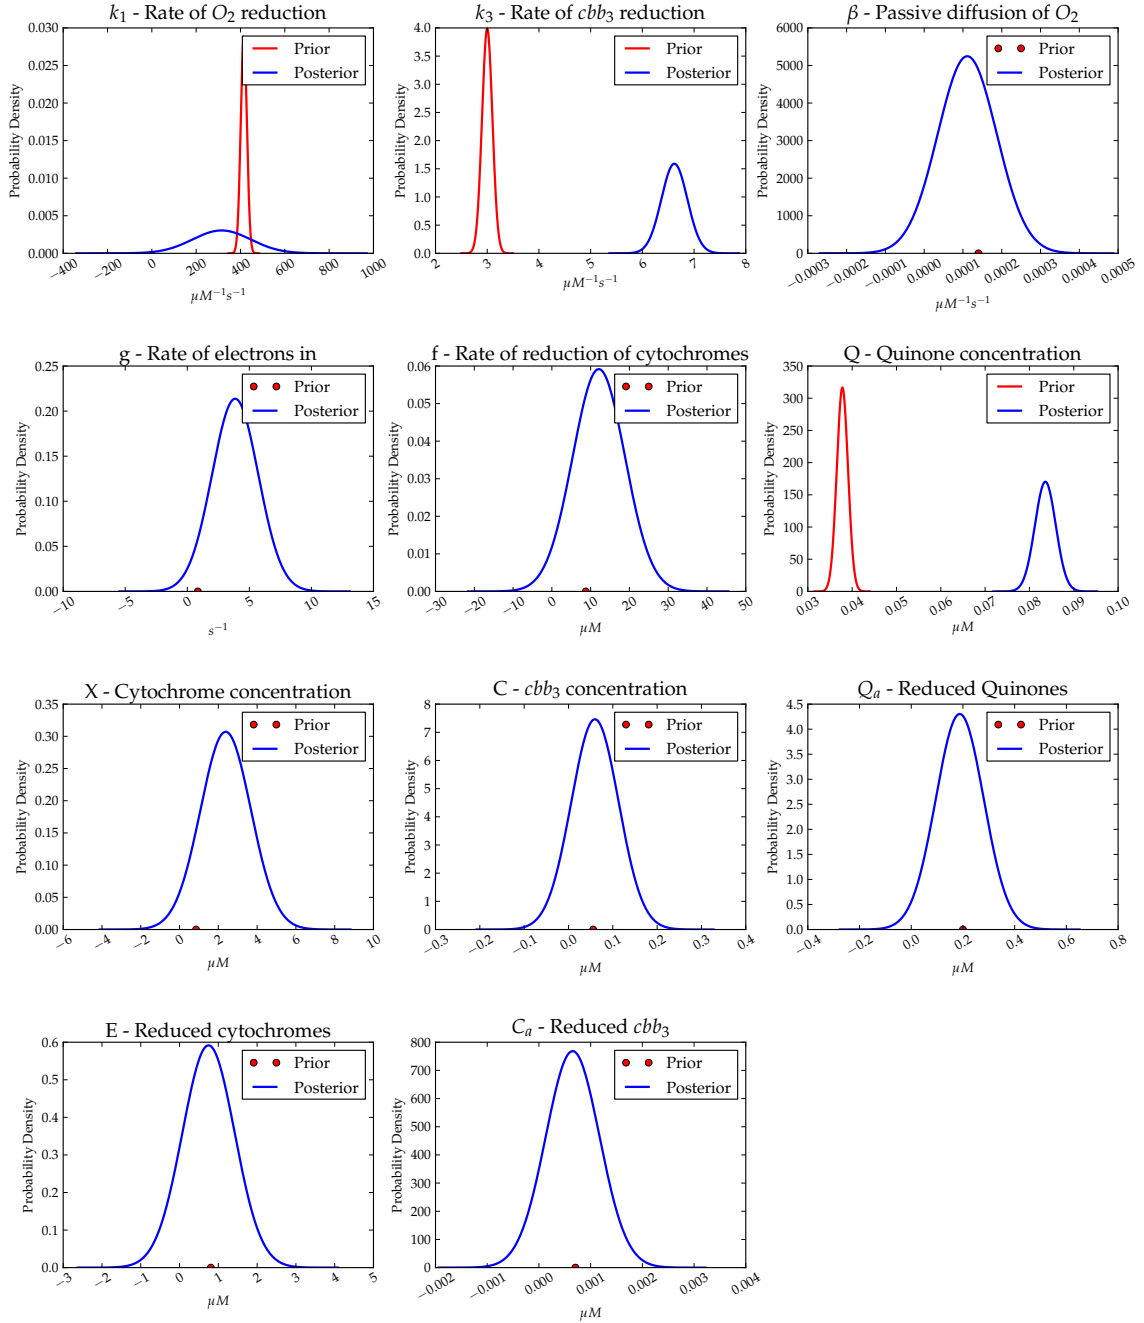 k₁ - Rate of O₂ reduction
0.030
0.025
0.020
0.015
0.010
0.005
0.000
Probability Density
Prior
Posterior
−400 −200 0 200 400 600 800 1000
μM⁻¹s⁻¹
k₃ - Rate of cbb₃ reduction
4.0
3.5
3.0
2.5
2.0
1.5
1.0
0.5
0.0
Probability Density
Prior
Posterior
2 3 4 5 6 7 8
μM⁻¹s⁻¹
β - Passive diffusion of O₂
6000
5000
4000
3000
2000
1000
0
Probability Density
Prior
Posterior
−0.0003 −0.0002 −0.0001 0.0000 0.0001 0.0002 0.0003 0.0004 0.0005
μM⁻¹s⁻¹
g - Rate of electrons in
0.25
0.20
0.15
0.10
0.05
0.00
Probability Density
Prior
Posterior
−10 −5 0 5 10 15
s⁻¹
f - Rate of reduction of cytochromes
0.06
0.05
0.04
0.03
0.02
0.01
0.00
Probability Density
Prior
Posterior
−30 −20 −10 0 10 20 30 40 50
μM
Q - Quinone concentration
350
300
250
200
150
100
50
0
Probability Density
Prior
Posterior
0.03 0.04 0.05 0.06 0.07 0.08 0.09 0.10
μM
X - Cytochrome concentration
0.35
0.30
0.25
0.20
0.15
0.10
0.05
0.00
Probability Density
Prior
Posterior
−6 −4 −2 0 2 4 6 8 10
μM
C - cbb₃ concentration
8
7
6
5
4
3
2
1
0
Probability Density
Prior
Posterior
−0.3 −0.2 −0.1 0.0 0.1 0.2 0.3 0.4
μM
Qₐ - Reduced Quinones
4.5
4.0
3.5
3.0
2.5
2.0
1.5
1.0
0.5
0.0
Probability Density
Prior
Posterior
−0.4 −0.2 0.0 0.2 0.4 0.6 0.8
μM
E - Reduced cytochromes
0.6
0.5
0.4
0.3
0.2
0.1
0.0
Probability Density
Prior
Posterior
−3 −2 −1 0 1 2 3 4 5
μM
Cₐ - Reduced cbb₃
800
700
600
500
400
300
200
100
0
Probability Density
Prior
Posterior
−0.002 −0.001 0.000 0.001 0.002 0.003 0.004
μM